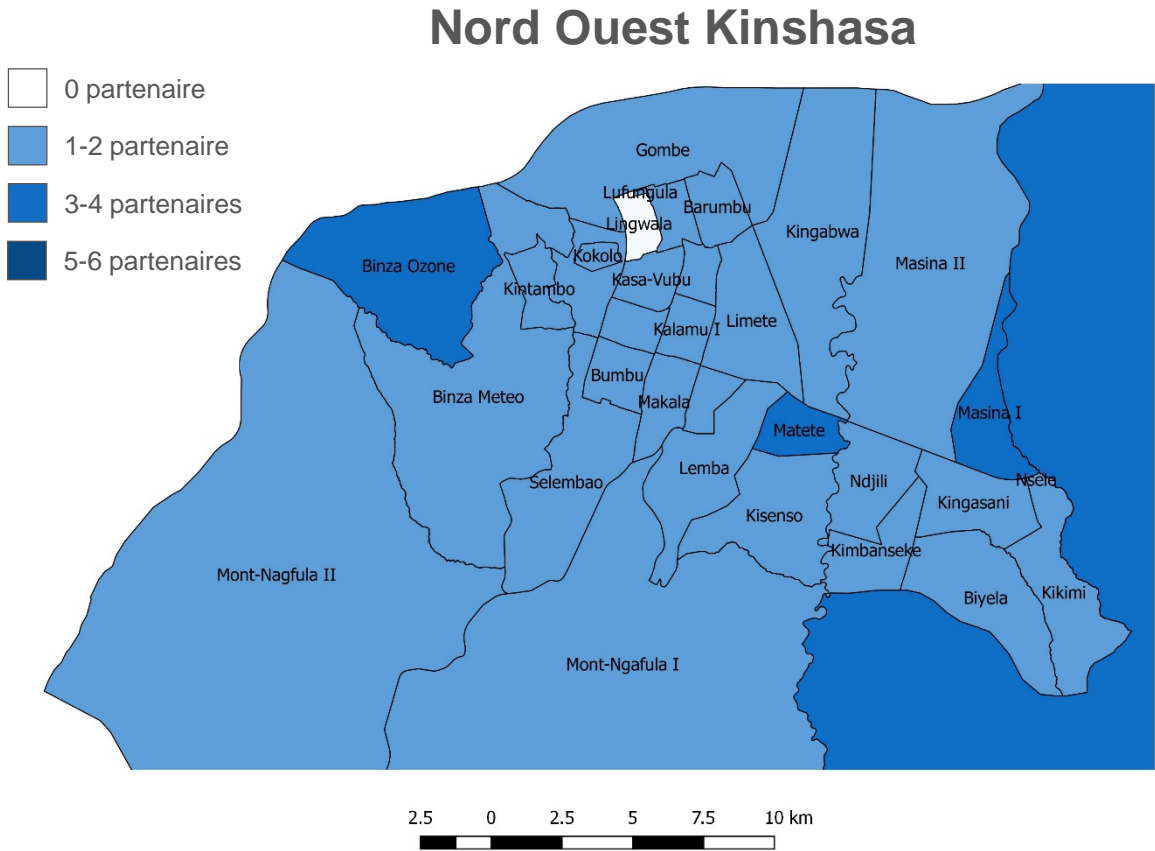 Nord Ouest Kinshasa
0 partenaire
1-2 partenaire
3-4 partenaires
5-6 partenaires
Gombe
Lufungula
Barumbu
Lingwala
Kingabwa
Kokolo
Binza Ozone
Masina II
Kasa-Vubu
Kintambo
Limete
Kalamu I
Bumbu
Binza Meteo
Makala
Masina I
Matete
Lemba
Selembao
Ndjili
Nsele
Kingasani
Kisenso
Kimbanseke
Mont-Nagfula II
Kikimi
Biyela
Mont-Ngafula I
2.5 0 2.5 5 7.5 10 km